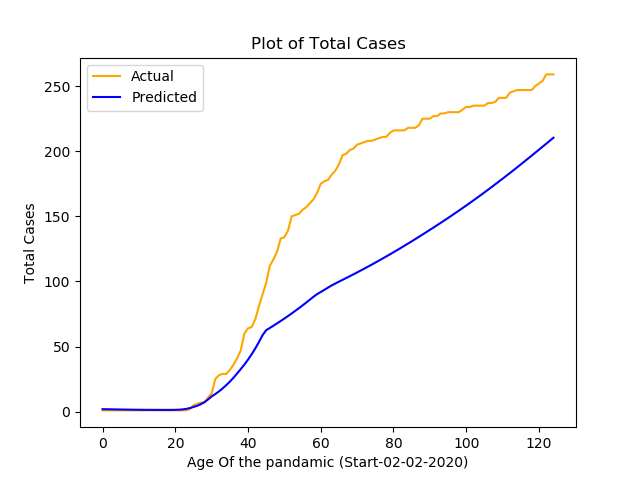 Plot of Total Cases
Actual
Predicted
250
200
150
100
50
0
Total Cases
0 20 40 60 80 100 120
Age Of the pandamic (Start-02-02-2020)